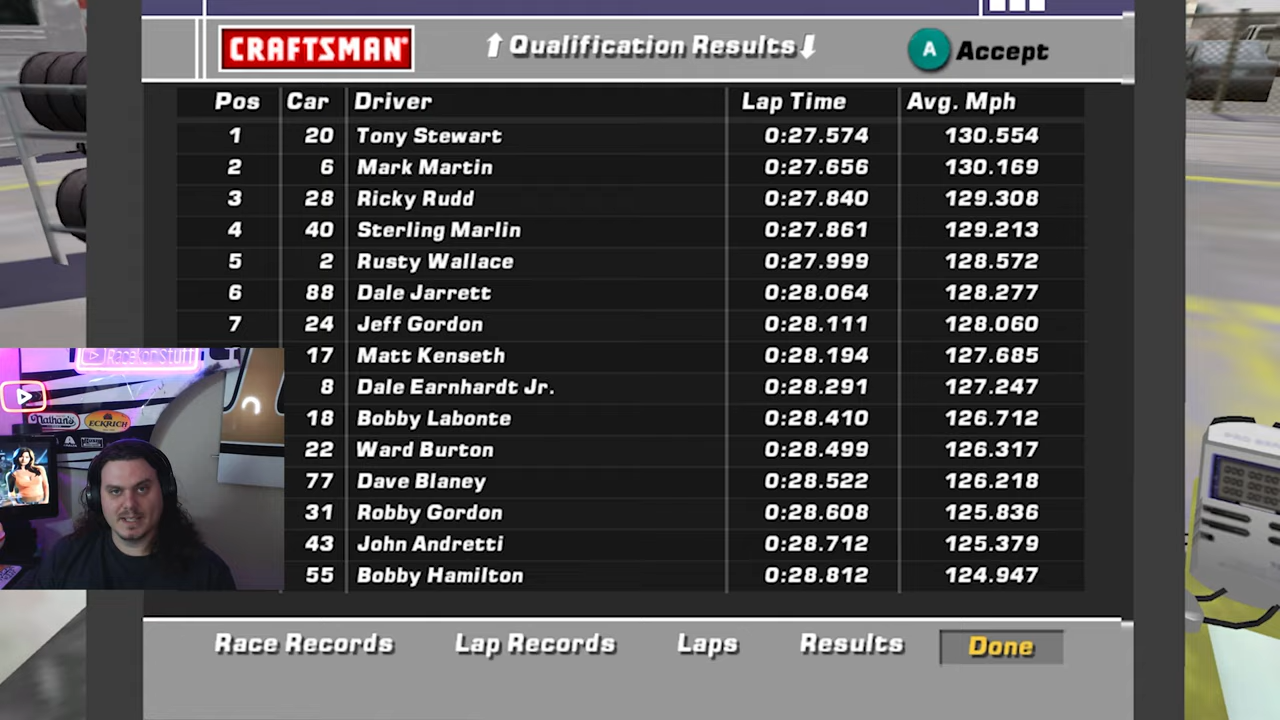 CRAFTSMAN
Qualification Results
A Accept
Pos Car Driver Lap Time Avg. Mph
1 20 Tony Stewart 0:27.574 130.554
2 6 Mark Martin 0:27.656 130.169
3 28 Ricky Rudd 0:27.840 129.308
4 40 Sterling Marlin 0:27.861 129.213
5 2 Rusty Wallace 0:27.999 128.572
6 88 Dale Jarrett 0:28.064 128.277
7 24 Jeff Gordon 0:28.111 128.060
17 Matt Kenseth 0:28.194 127.685
8 Dale Earnhardt Jr. 0:28.291 127.247
18 Bobby Labonte 0:28.410 126.712
22 Ward Burton 0:28.499 126.317
77 Dave Blaney 0:28.522 126.218
31 Robby Gordon 0:28.608 125.836
43 John Andretti 0:28.712 125.379
55 Bobby Hamilton 0:28.812 124.947
Nathan's
ECKRICH
Race Records Lap Records Laps Results Done